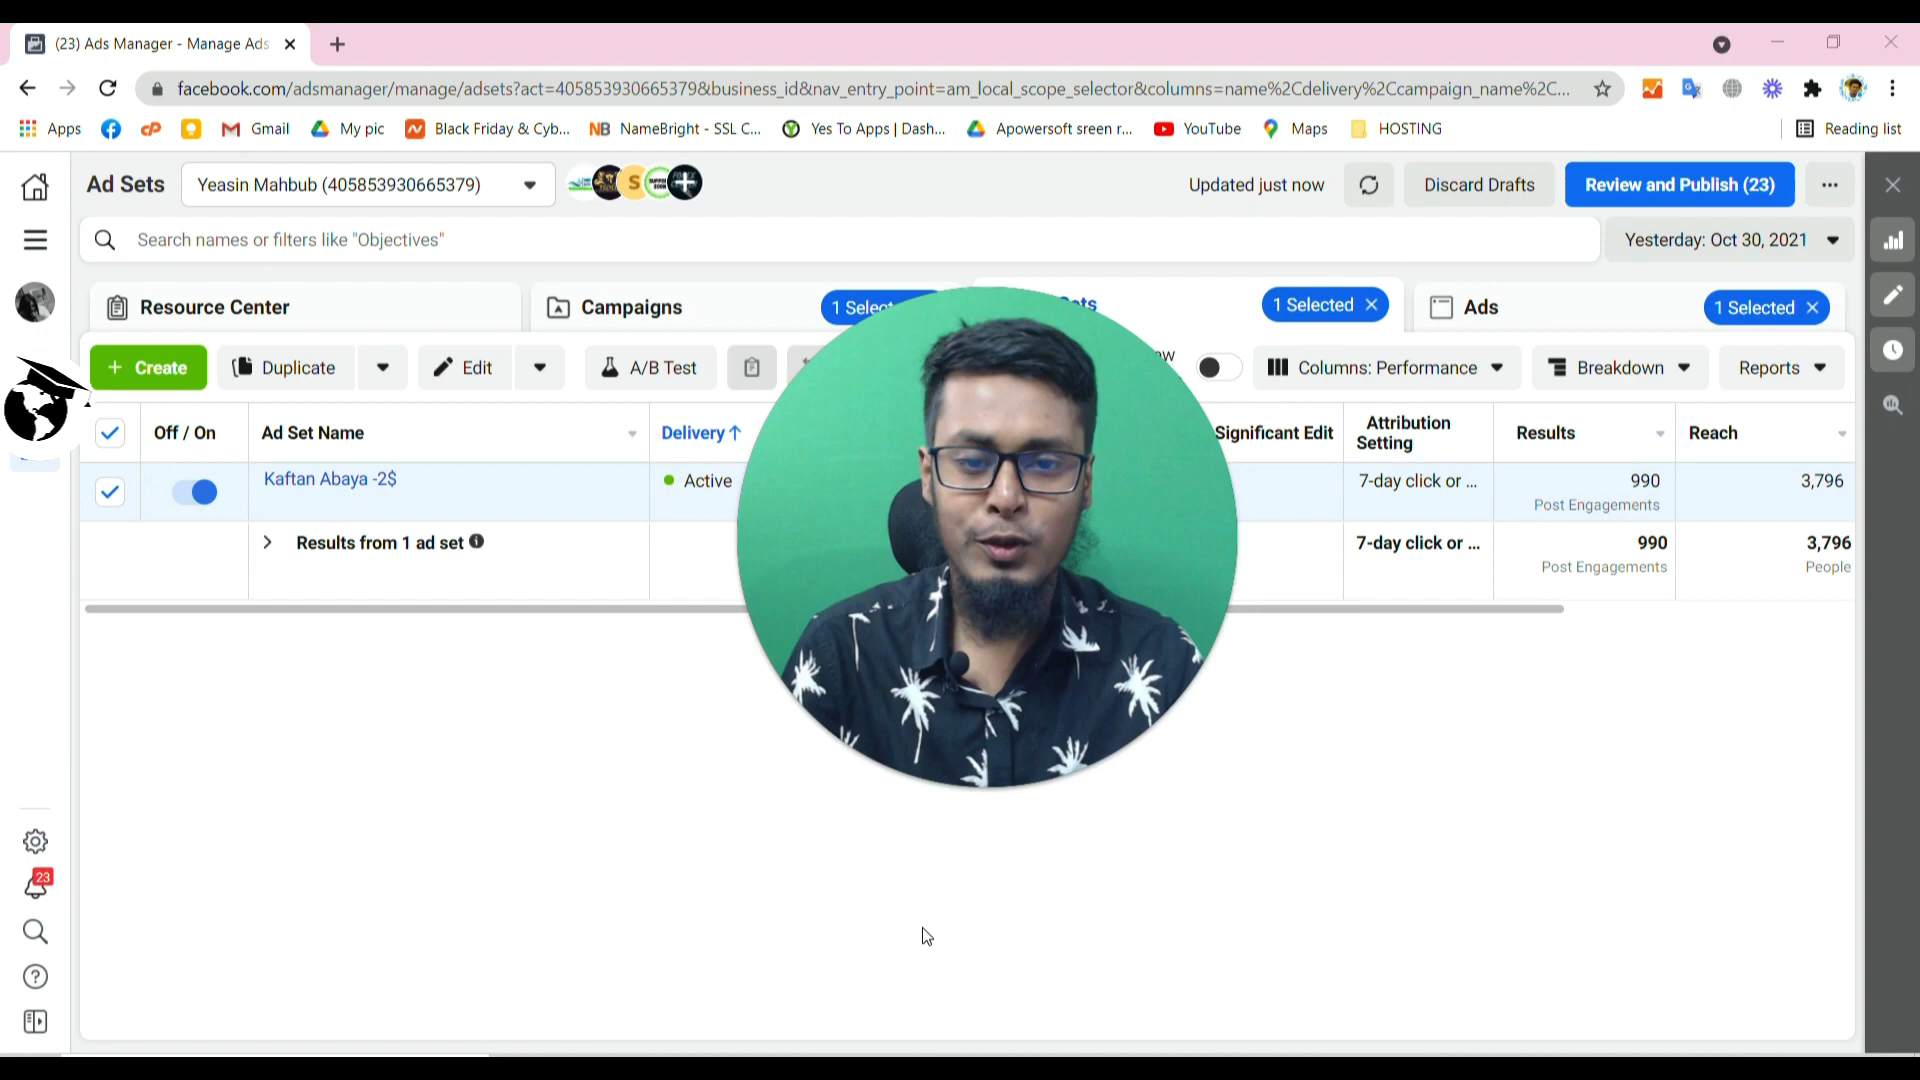 (23) Ads Manager - Manage Ads
facebook.com/adsmanager/manage/adsets?act=405853930665379&business_id&nav_entry_point=am_local_scope_selector&columns=name%2Cdelivery%2Ccampaign_name%2C...
Apps
Gmail
My pic
Black Friday & Cyb...
NB NameBright - SSL C...
Yes To Apps | Dash...
Apowersoft sreen r...
YouTube
Maps
HOSTING
Reading list
Ad Sets
Yeasin Mahbub (405853930665379)
S
Updated just now
Discard Drafts
Review and Publish (23)
Search names or filters like "Objectives"
Yesterday: Oct 30, 2021
Resource Center
Campaigns
1 Selec
ts
1 Selected
Ads
1 Selected
+ Create
Duplicate
Edit
A/B Test
ew
Columns: Performance
Breakdown
Reports
Off / On
Ad Set Name
Delivery ↑
Significant Edit
Attribution Setting
Results
Reach
Kaftan Abaya -2$
Active
7-day click or ...
990
Post Engagements
3,796
Results from 1 ad set
7-day click or ...
990
Post Engagements
3,796
People
23